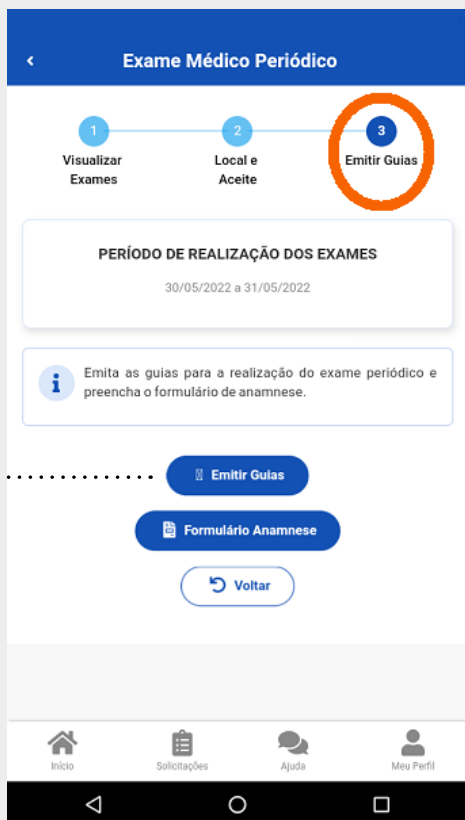 Exame Médico Periódico
1
2
3
Visualizar
Exames
Local e
Aceite
Emitir Guias
PERÍODO DE REALIZAÇÃO DOS EXAMES
30/05/2022 a 31/05/2022
Emita as guias para a realização do exame periódico e
preencha o formulário de anamnese.
Emitir Guias
Formulário Anamnese
Voltar
Início
Solicitações
Ajuda
Meu Perfil